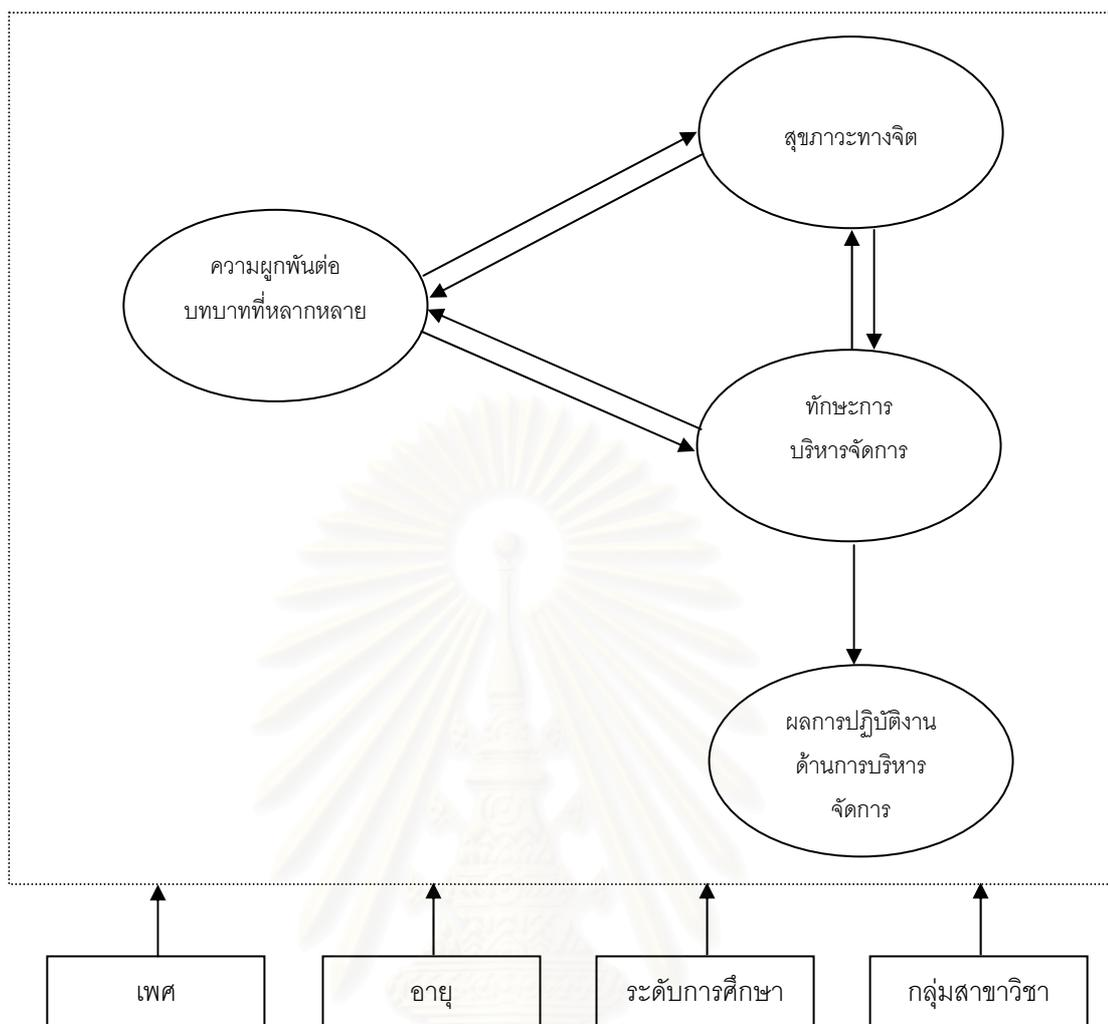 สุขภาวะทางจิต
ความผูกพันต่อ
บทบาทที่หลากหลาย
ทักษะการ
บริหารจัดการ
ผลการปฏิบัติงาน
ด้านการบริหาร
จัดการ
เพศ
อายุ
ระดับการศึกษา
กลุ่มสาขาวิชา